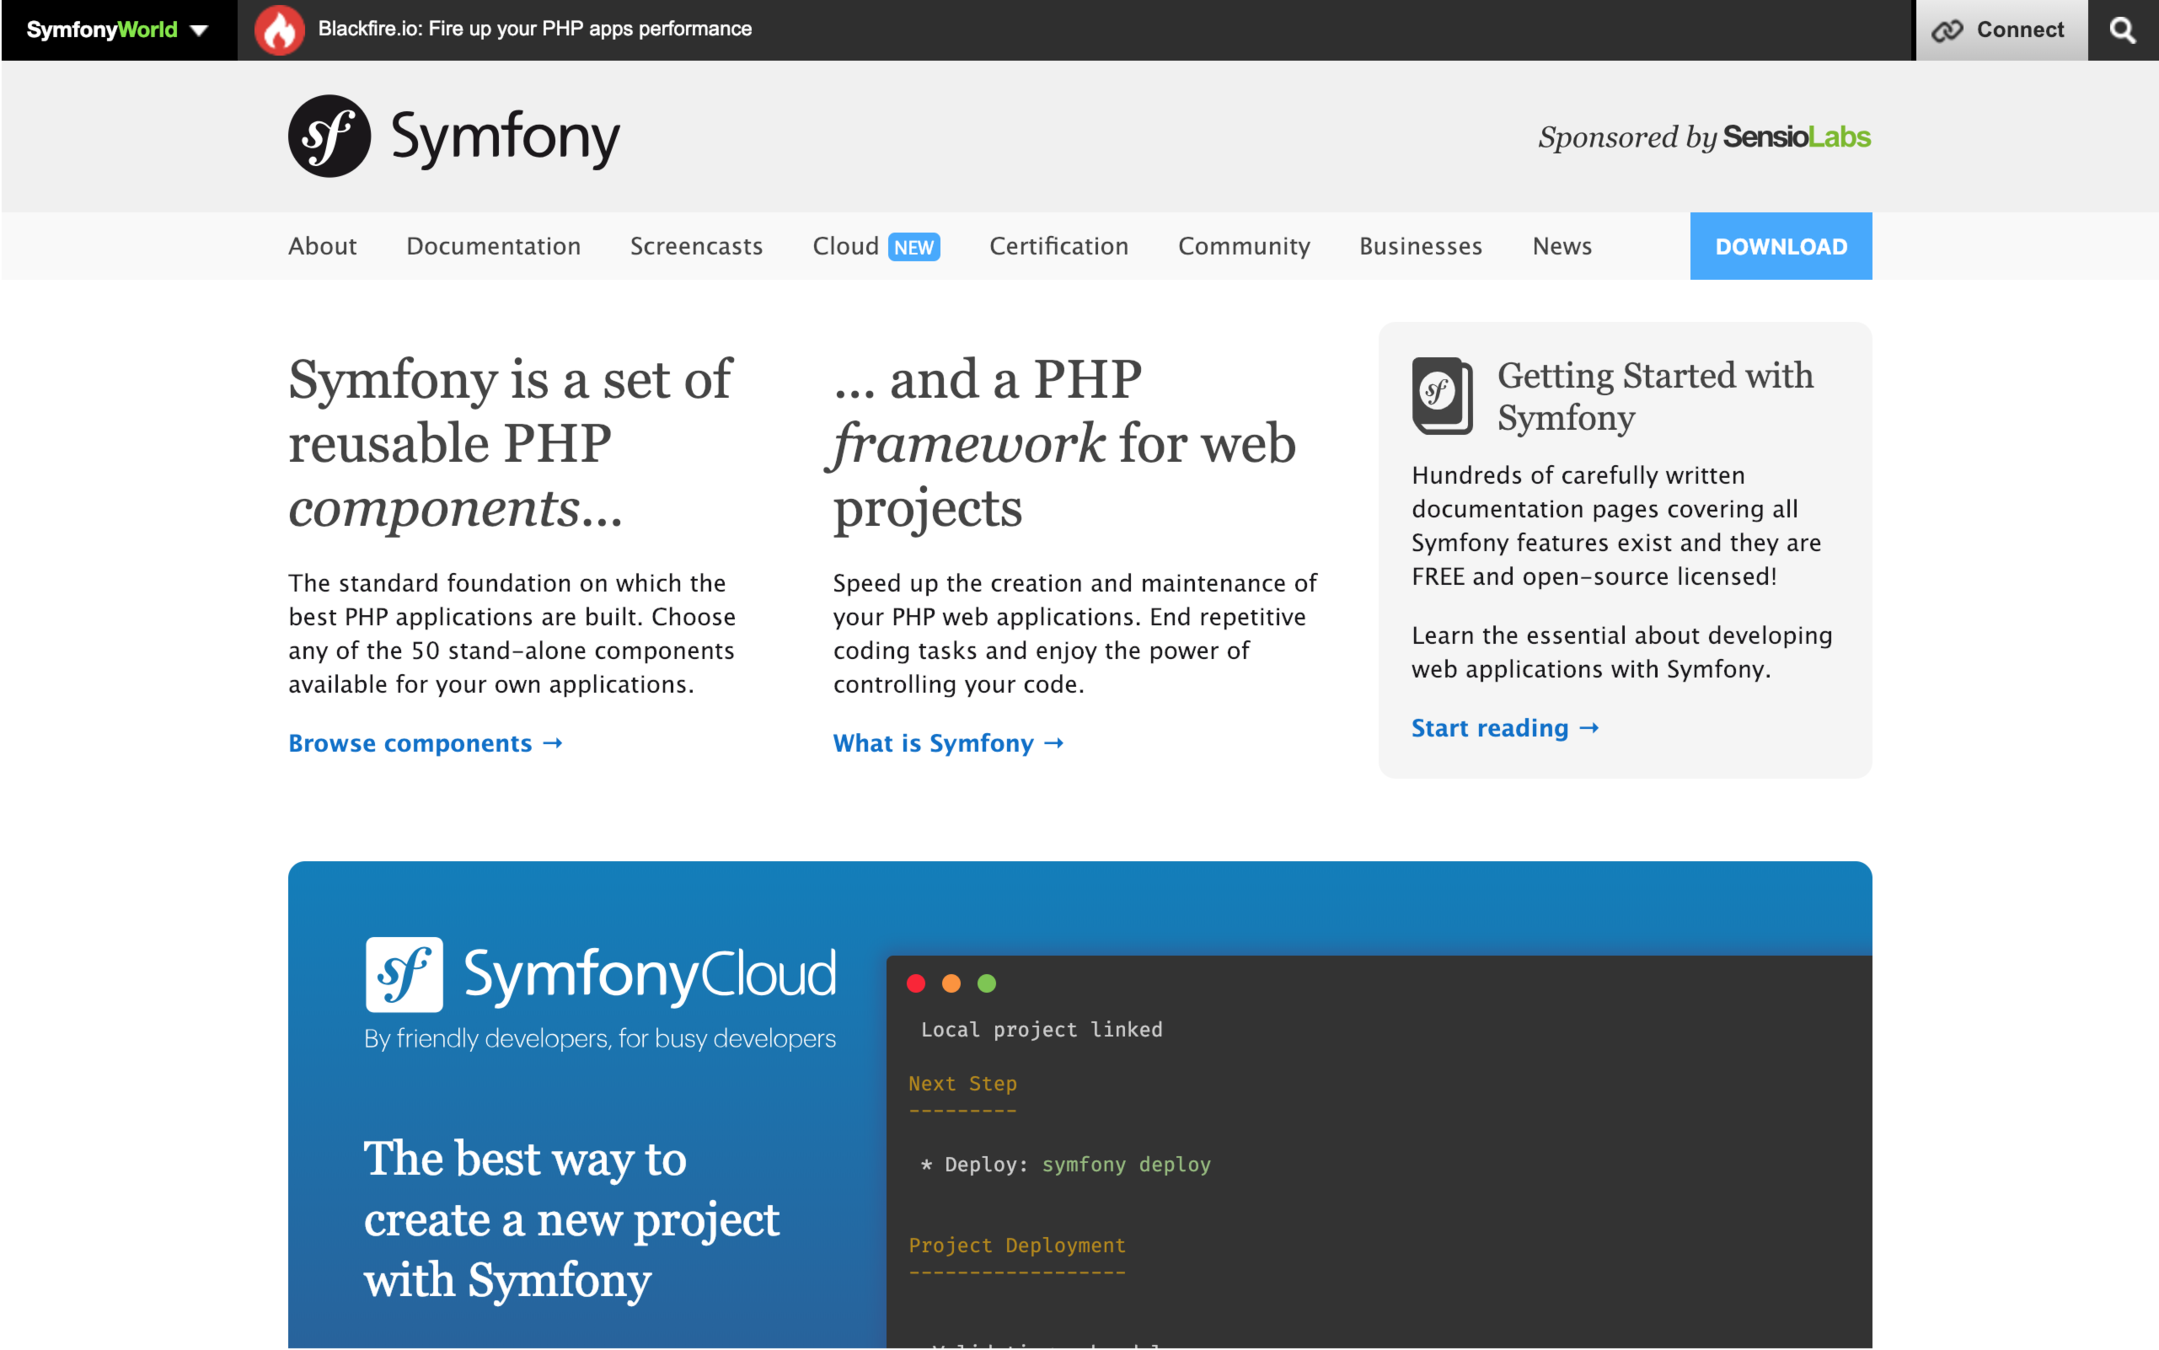 SymfonyWorld
Blackfire.io: Fire up your PHP apps performance
Connect
sf Symfony
Sponsored by SensioLabs
About Documentation Screencasts Cloud NEW Certification Community Businesses News DOWNLOAD
Symfony is a set of
reusable PHP
components...
The standard foundation on which the
best PHP applications are built. Choose
any of the 50 stand-alone components
available for your own applications.
Browse components →
... and a PHP
framework for web
projects
Speed up the creation and maintenance of
your PHP web applications. End repetitive
coding tasks and enjoy the power of
controlling your code.
What is Symfony →
sf
Getting Started with
Symfony
Hundreds of carefully written
documentation pages covering all
Symfony features exist and they are
FREE and open-source licensed!
Learn the essential about developing
web applications with Symfony.
Start reading →
sf SymfonyCloud
By friendly developers, for busy developers
The best way to
create a new project
with Symfony
Local project linked
Next Step
---------
* Deploy: symfony deploy
Project Deployment
------------------